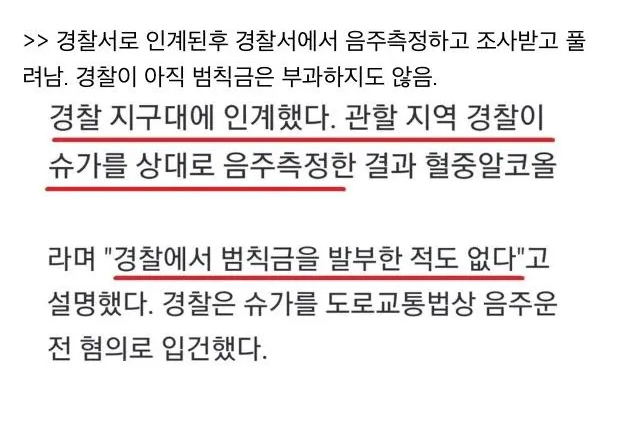 >> 경찰서로 인계된후 경찰서에서 음주측정하고 조사받고 풀
려남. 경찰이 아직 범칙금은 부과하지도 않음.
경찰 지구대에 인계했다. 관할 지역 경찰이
슈가를 상대로 음주측정한 결과 혈중알코올
라며 "경찰에서 범칙금을 발부한 적도 없다"고
설명했다. 경찰은 슈가를 도로교통법상 음주운
전 혐의로 입건했다.